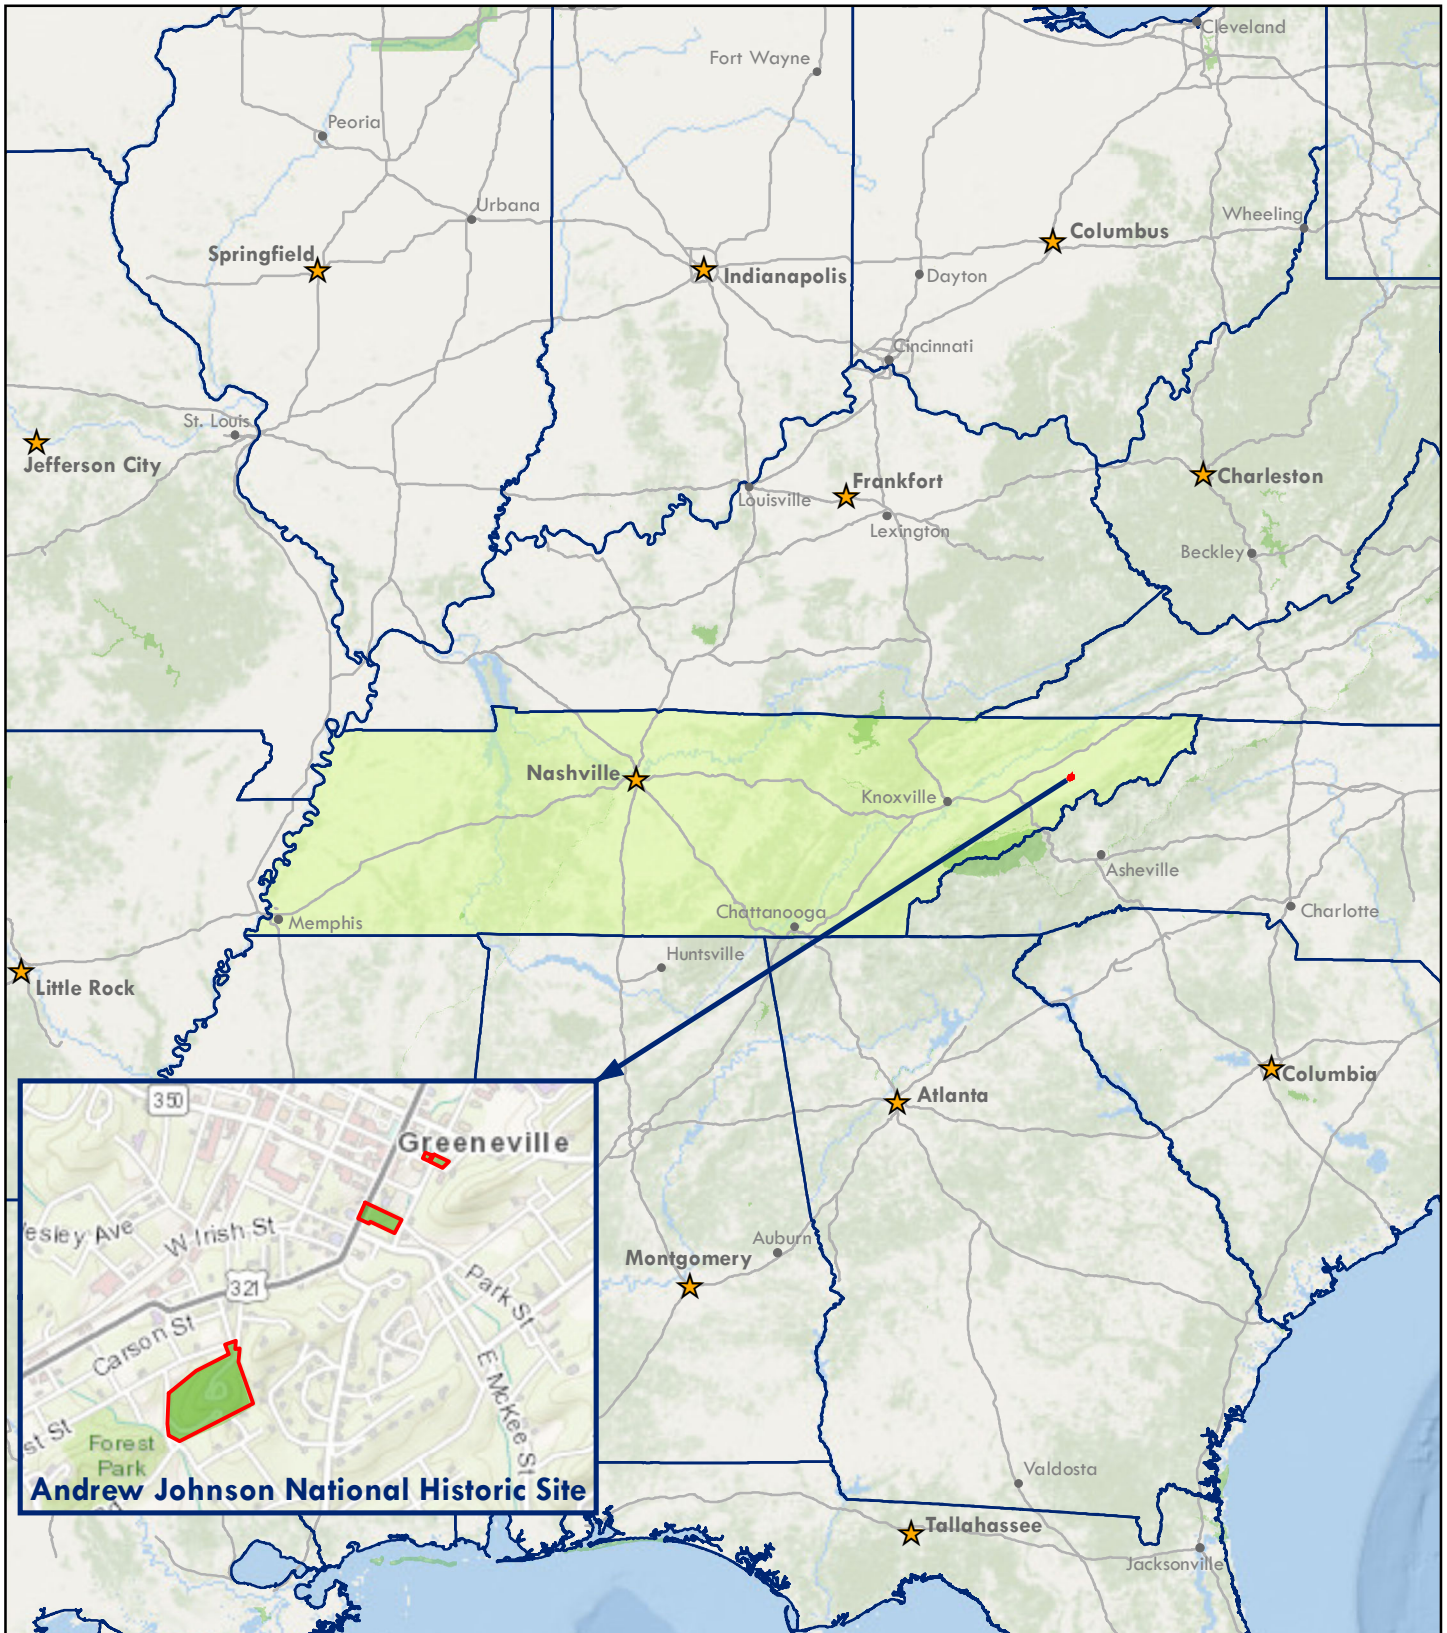 Cleveland
Fort Wayne
Peoria
Urbana
Wheeling
Columbus
Springfield
Indianapolis
Dayton
Cincinnati
St. Louis
Jefferson City
Frankfort
Charleston
Louisville
Lexington
Beckley
Nashville
Knoxville
Asheville
Memphis
Chattanooga
Charlotte
Huntsville
Little Rock
Columbia
Atlanta
350
Greeneville
esley Ave
W Irish St
321
Park St
Carson St
E McKee St
st St
Forest
Park
Andrew Johnson National Historic Site
Auburn
Montgomery
Valdosta
Tallahassee
Jacksonville